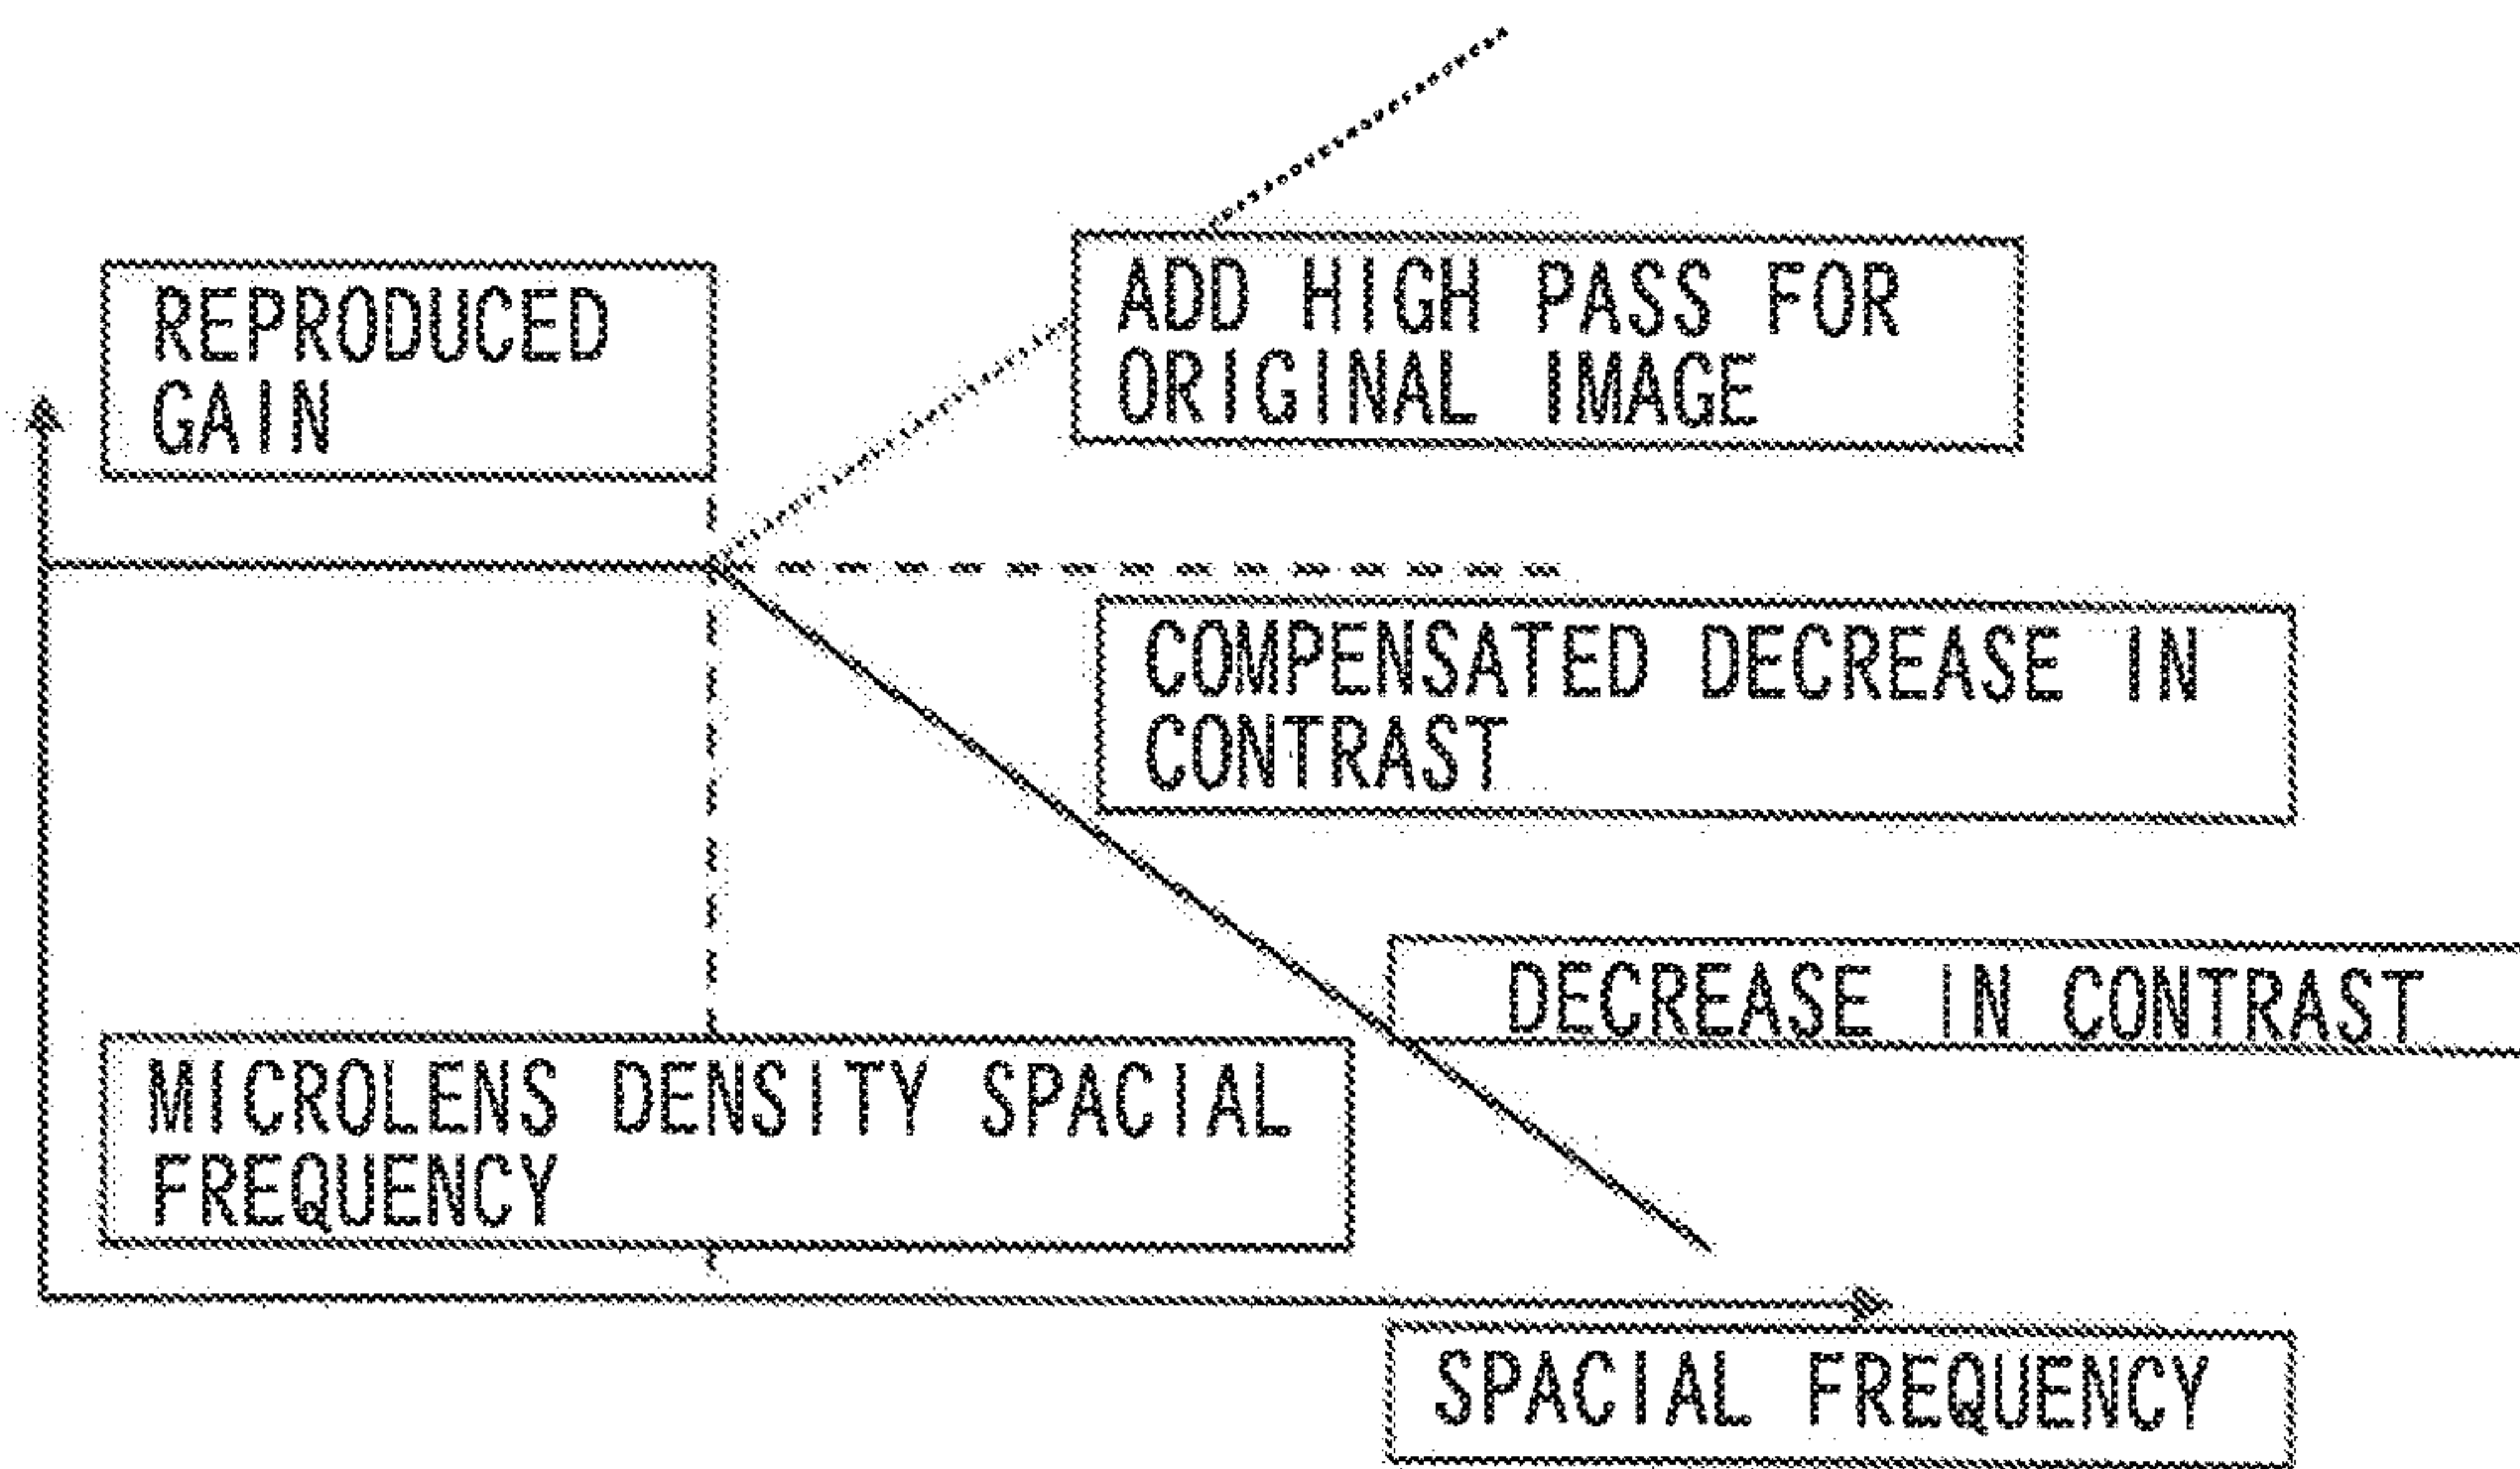 REPRODUCED
GAIN
ADD HIGH PASS FOR
ORIGINAL IMAGE
COMPENSATED DECREASE IN
CONTRAST
DECREASE IN CONTRAST
MICROLENS DENSITY SPACIAL
FREQUENCY
SPACIAL FREQUENCY